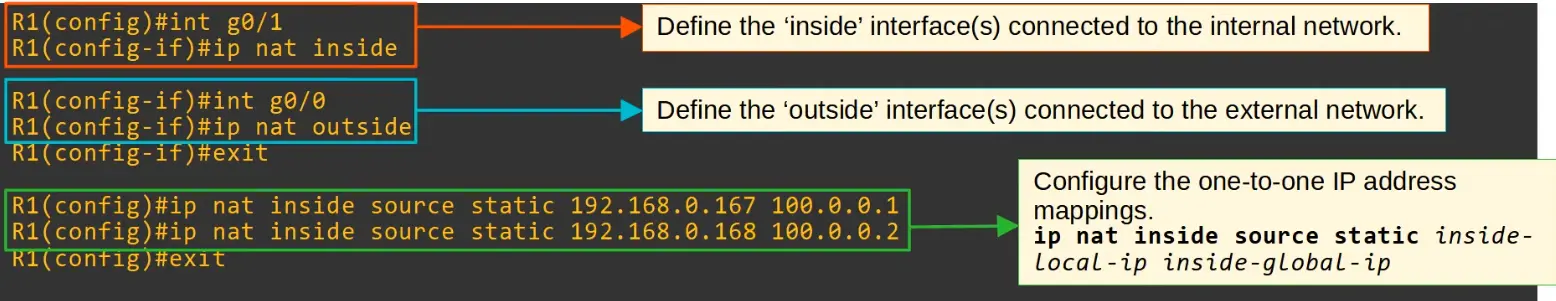 R1(config)#int g0/1
R1(config-if)#ip nat inside
Define the ‘inside’ interface(s) connected to the internal network.
R1(config-if)#int g0/0
R1(config-if)#ip nat outside
R1(config-if)#exit
Define the ‘outside’ interface(s) connected to the external network.
R1(config)#ip nat inside source static 192.168.0.167 100.0.0.1
R1(config)#ip nat inside source static 192.168.0.168 100.0.0.2
R1(config)#exit
Configure the one-to-one IP address
mappings.
ip nat inside source static inside-
local-ip inside-global-ip